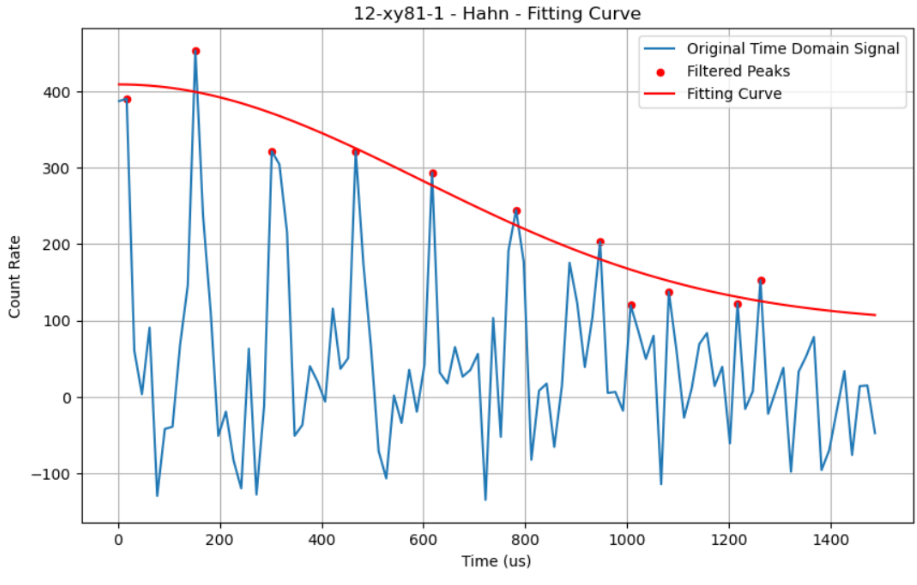 12-xy81-1 - Hahn - Fitting Curve
Original Time Domain Signal
Filtered Peaks
Fitting Curve
Count Rate
400
300
200
100
0
−100
0 200 400 600 800 1000 1200 1400
Time (us)